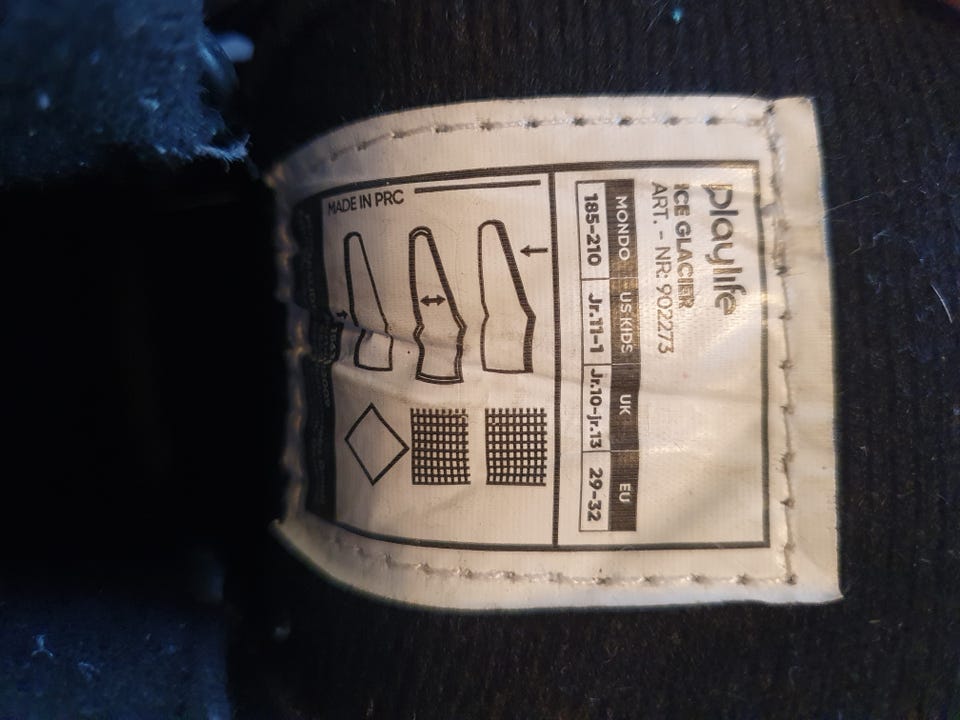 playlife
ICE GLACIER
ART. - NR: 902273
MONDO US KIDS UK EU
185-210 Jr.11-1 Jr.10-jr.13 29-32
MADE IN PRC